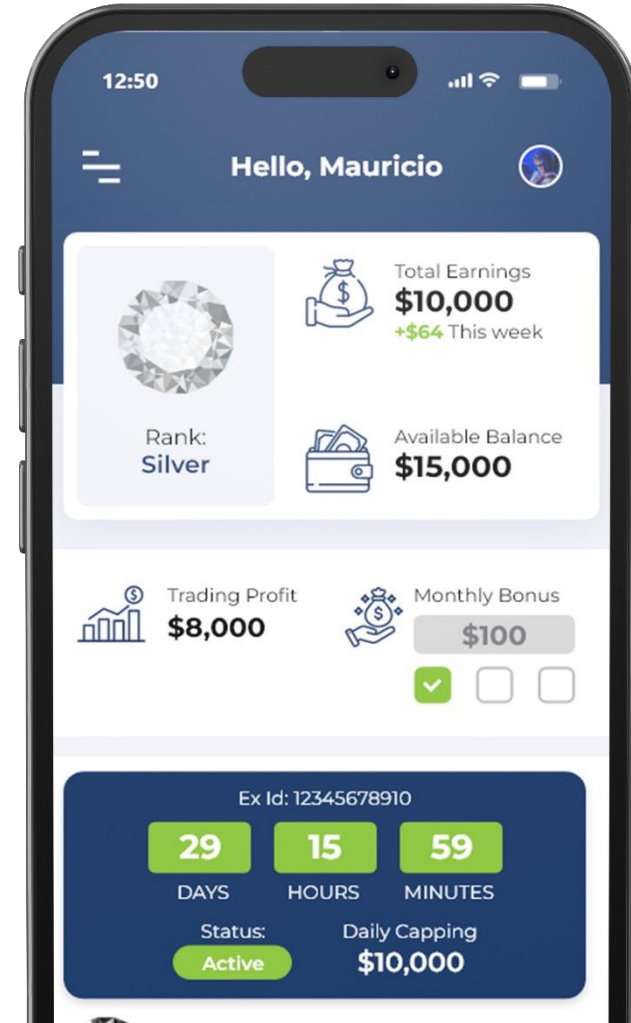 12:50
Hello, Mauricio
Total Earnings
$10,000
+$64 This week
Rank:
Silver
Available Balance
$15,000
Trading Profit
$8,000
Monthly Bonus
$100
Ex Id: 12345678910
29 15 59
DAYS HOURS MINUTES
Status: Daily Capping
Active $10,000